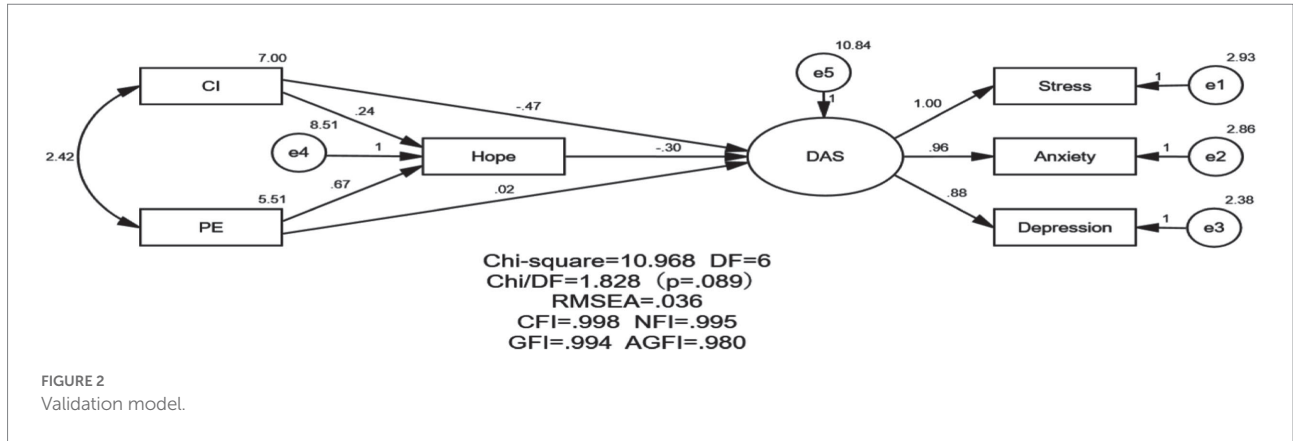 7.00
CI
10.84
e5
1
2.93
Stress
1
e1
-.47
1.00
.24
8.51
e4
1
Hope
-.30
DAS
.96
Anxiety
1
2.86
e2
2.42
.67
.02
.88
5.51
PE
Depression
1
2.38
e3
Chi-square=10.968 DF=6
Chi/DF=1.828 (p=.089)
RMSEA=.036
CFI=.998 NFI=.995
GFI=.994 AGFI=.980
FIGURE 2
Validation model.